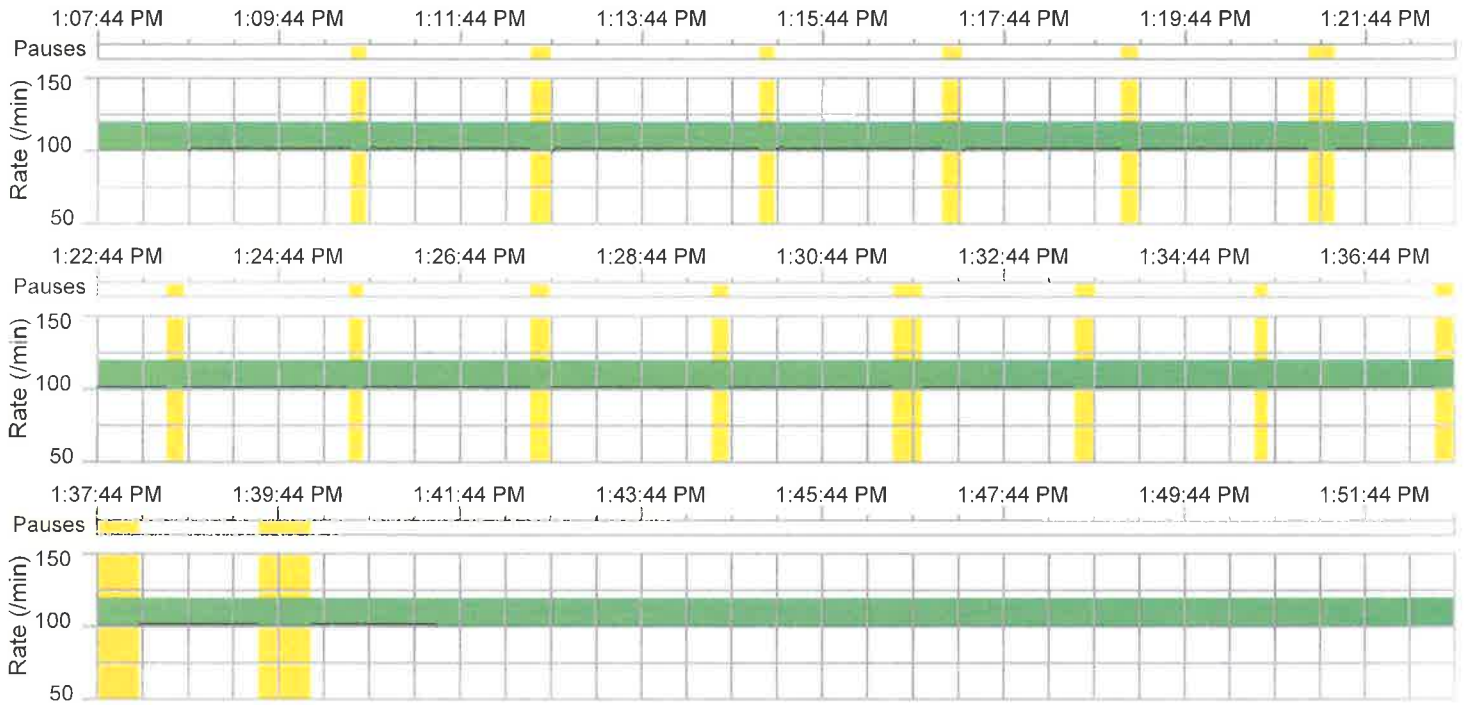 1:07:44 PM 1:09:44 PM 1:11:44 PM 1:13:44 PM 1:15:44 PM 1:17:44 PM 1:19:44 PM 1:21:44 PM
Pauses
150
Rate (/min)
100
50
1:22:44 PM 1:24:44 PM 1:26:44 PM 1:28:44 PM 1:30:44 PM 1:32:44 PM 1:34:44 PM 1:36:44 PM
Pauses
150
Rate (/min)
100
50
1:37:44 PM 1:39:44 PM 1:41:44 PM 1:43:44 PM 1:45:44 PM 1:47:44 PM 1:49:44 PM 1:51:44 PM
Pauses
150
Rate (/min)
100
50